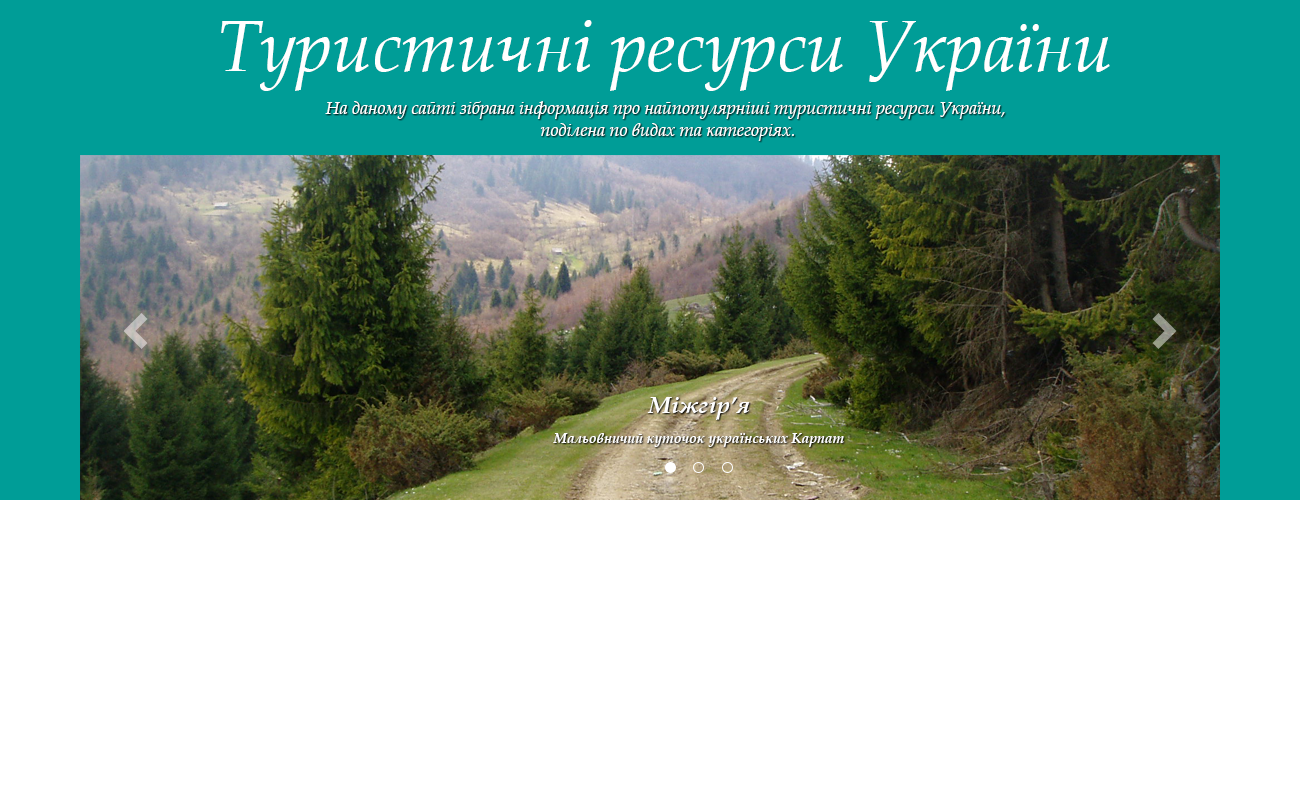 Туристичні ресурси України
На даному сайті зібрана інформація про найпопулярніші туристичні ресурси України,
поділена по видах та категоріях.
Міжгір'я
Мальовничий куточок українських Карпат